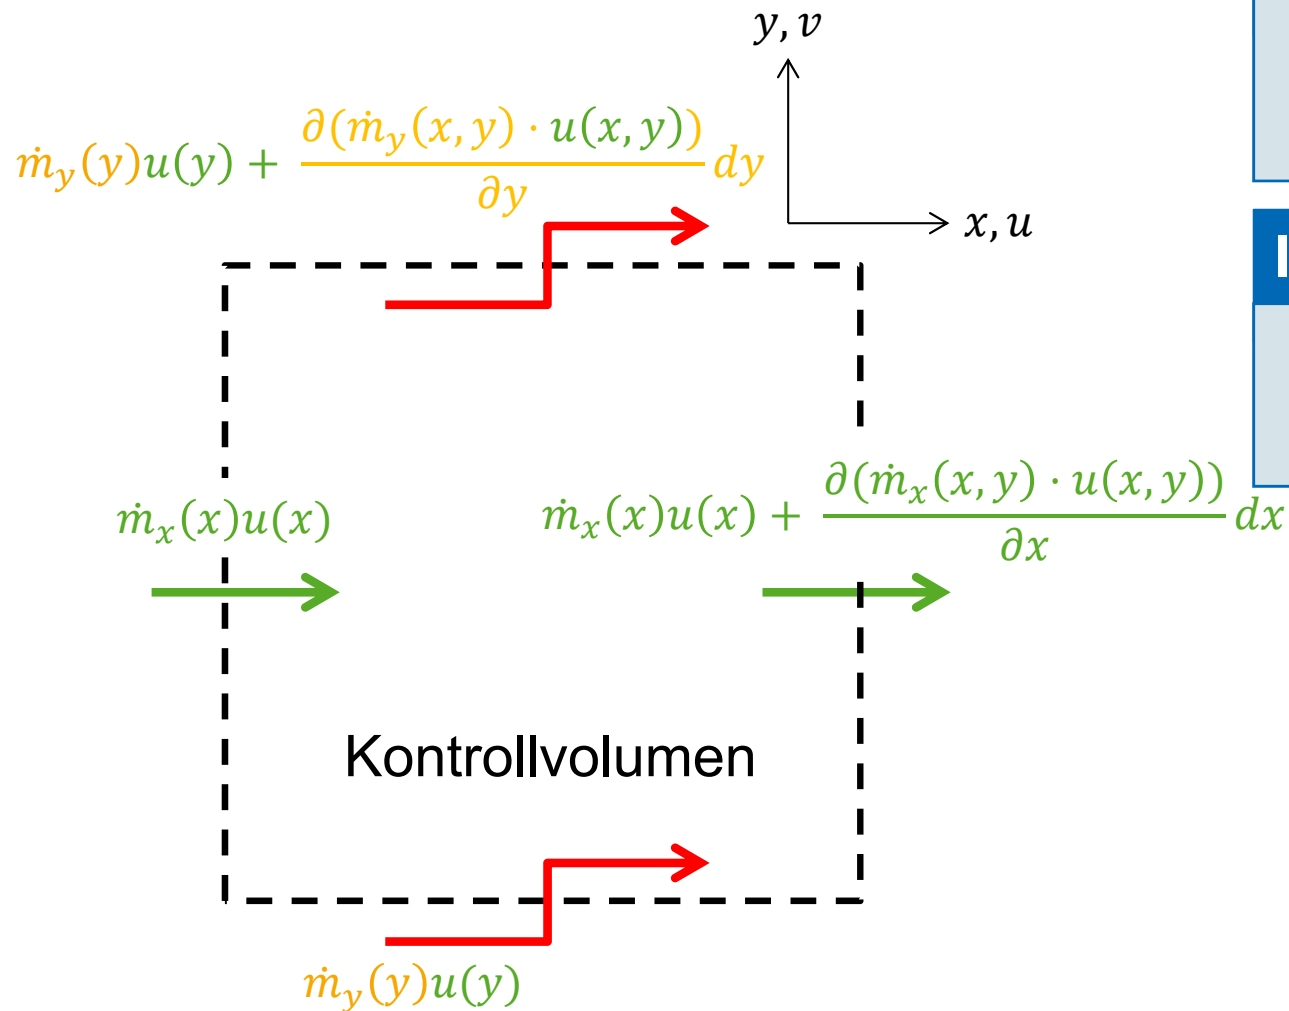 y, v
ṁ_y(y)u(y) + ∂(ṁ_y(x, y) · u(x, y))/∂y dy
x, u
ṁ_x(x)u(x)
ṁ_x(x)u(x) + ∂(ṁ_x(x, y) · u(x, y))/∂x dx
Kontrollvolumen
ṁ_y(y)u(y)